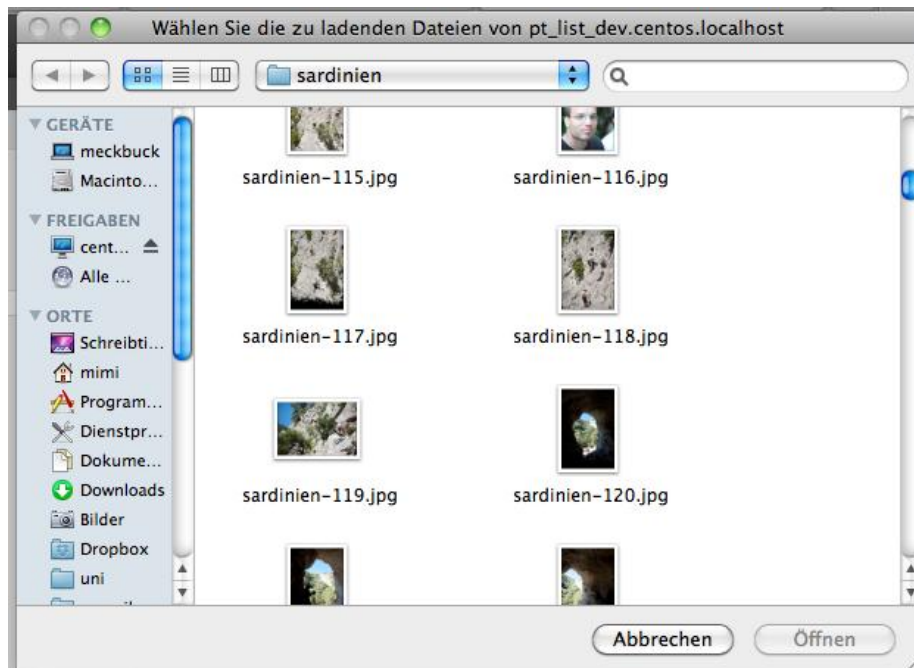 Wählen Sie die zu ladenden Dateien von pt_list_dev.centos.localhost
sardinien
GERÄTE
meckbuck
Macinto...
FREIGABEN
cent...
Alle ...
ORTE
Schreibti...
mimi
Program...
Dienstpr...
Dokume...
Downloads
Bilder
Dropbox
uni
sardinien-115.jpg
sardinien-116.jpg
sardinien-117.jpg
sardinien-118.jpg
sardinien-119.jpg
sardinien-120.jpg
Abbrechen
Öffnen